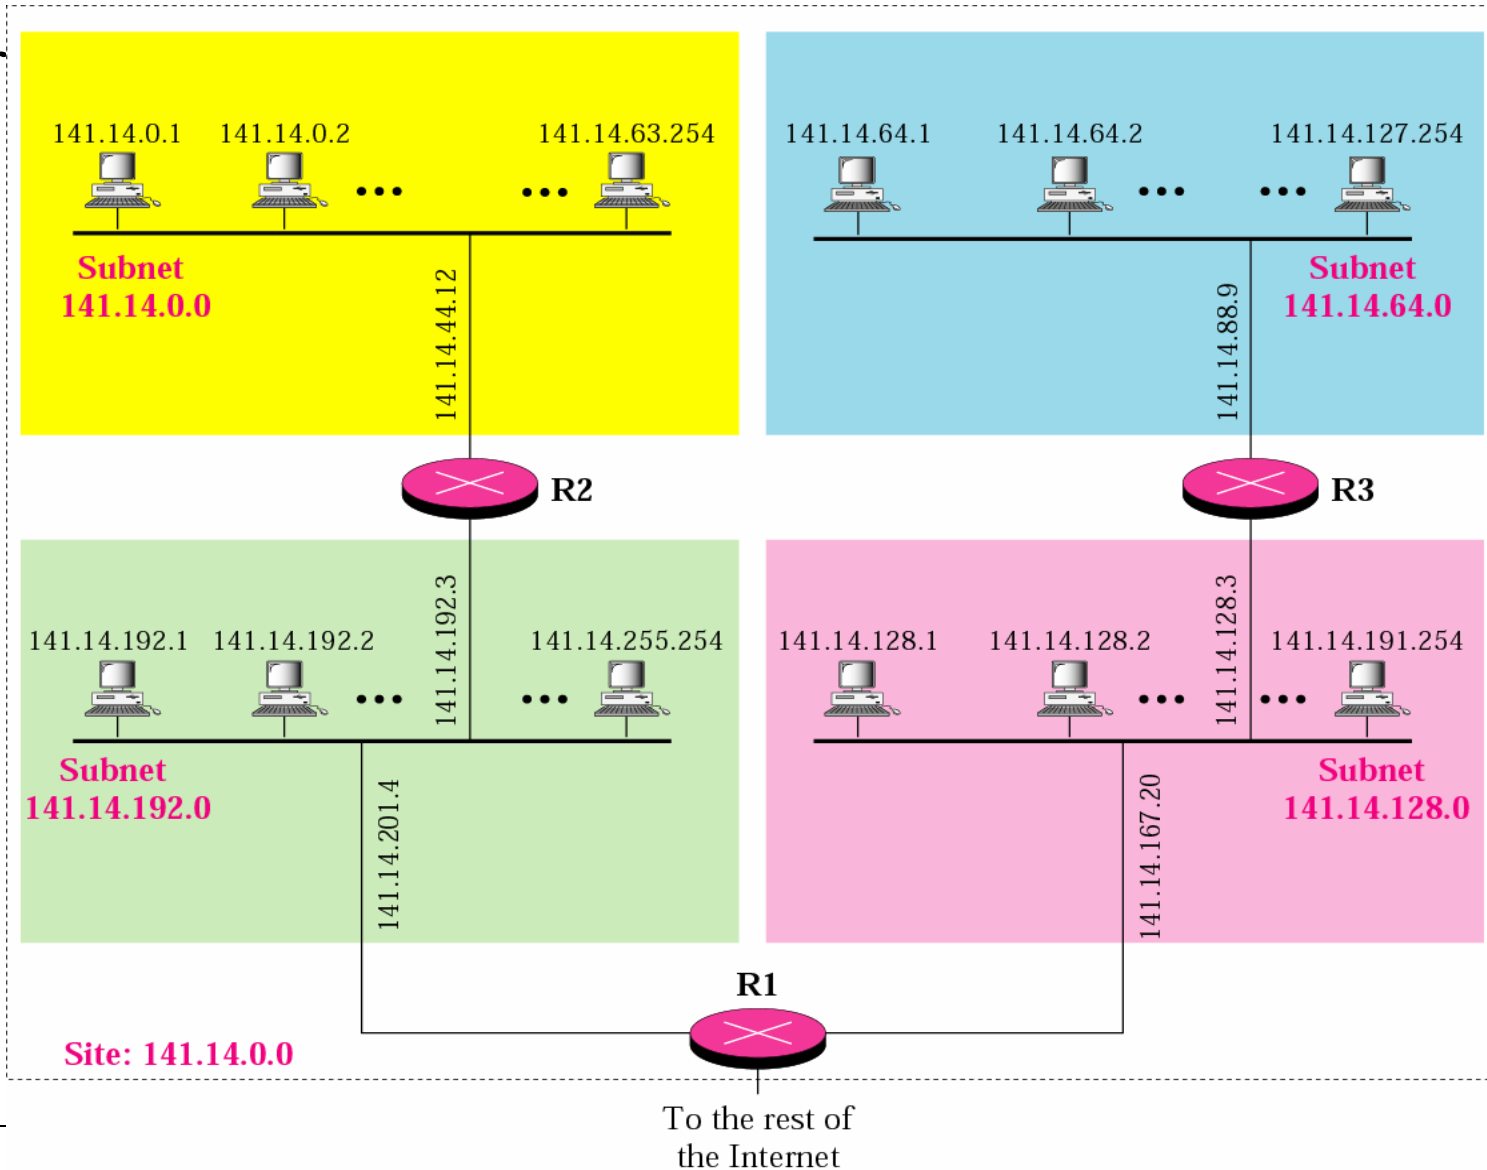 141.14.0.1
141.14.0.2
141.14.63.254
Subnet
141.14.0.0
141.14.44.12
141.14.64.1
141.14.64.2
141.14.127.254
Subnet
141.14.64.0
141.14.88.9
R2
R3
141.14.192.1
141.14.192.2
141.14.192.3
141.14.255.254
Subnet
141.14.192.0
141.14.201.4
141.14.128.1
141.14.128.2
141.14.128.3
141.14.191.254
Subnet
141.14.128.0
141.14.167.20
R1
Site: 141.14.0.0
To the rest of
the Internet